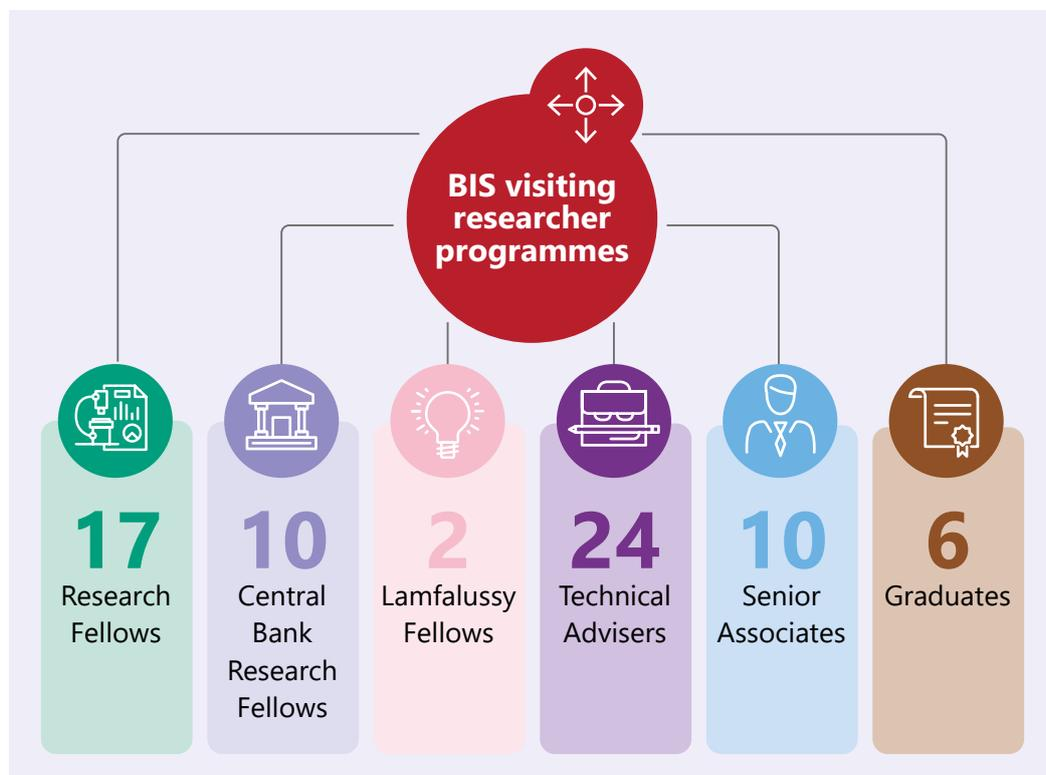 BIS visiting
researcher
programmes
17
Research
Fellows
10
Central
Bank
Research
Fellows
2
Lamfalussy
Fellows
24
Technical
Advisers
10
Senior
Associates
6
Graduates